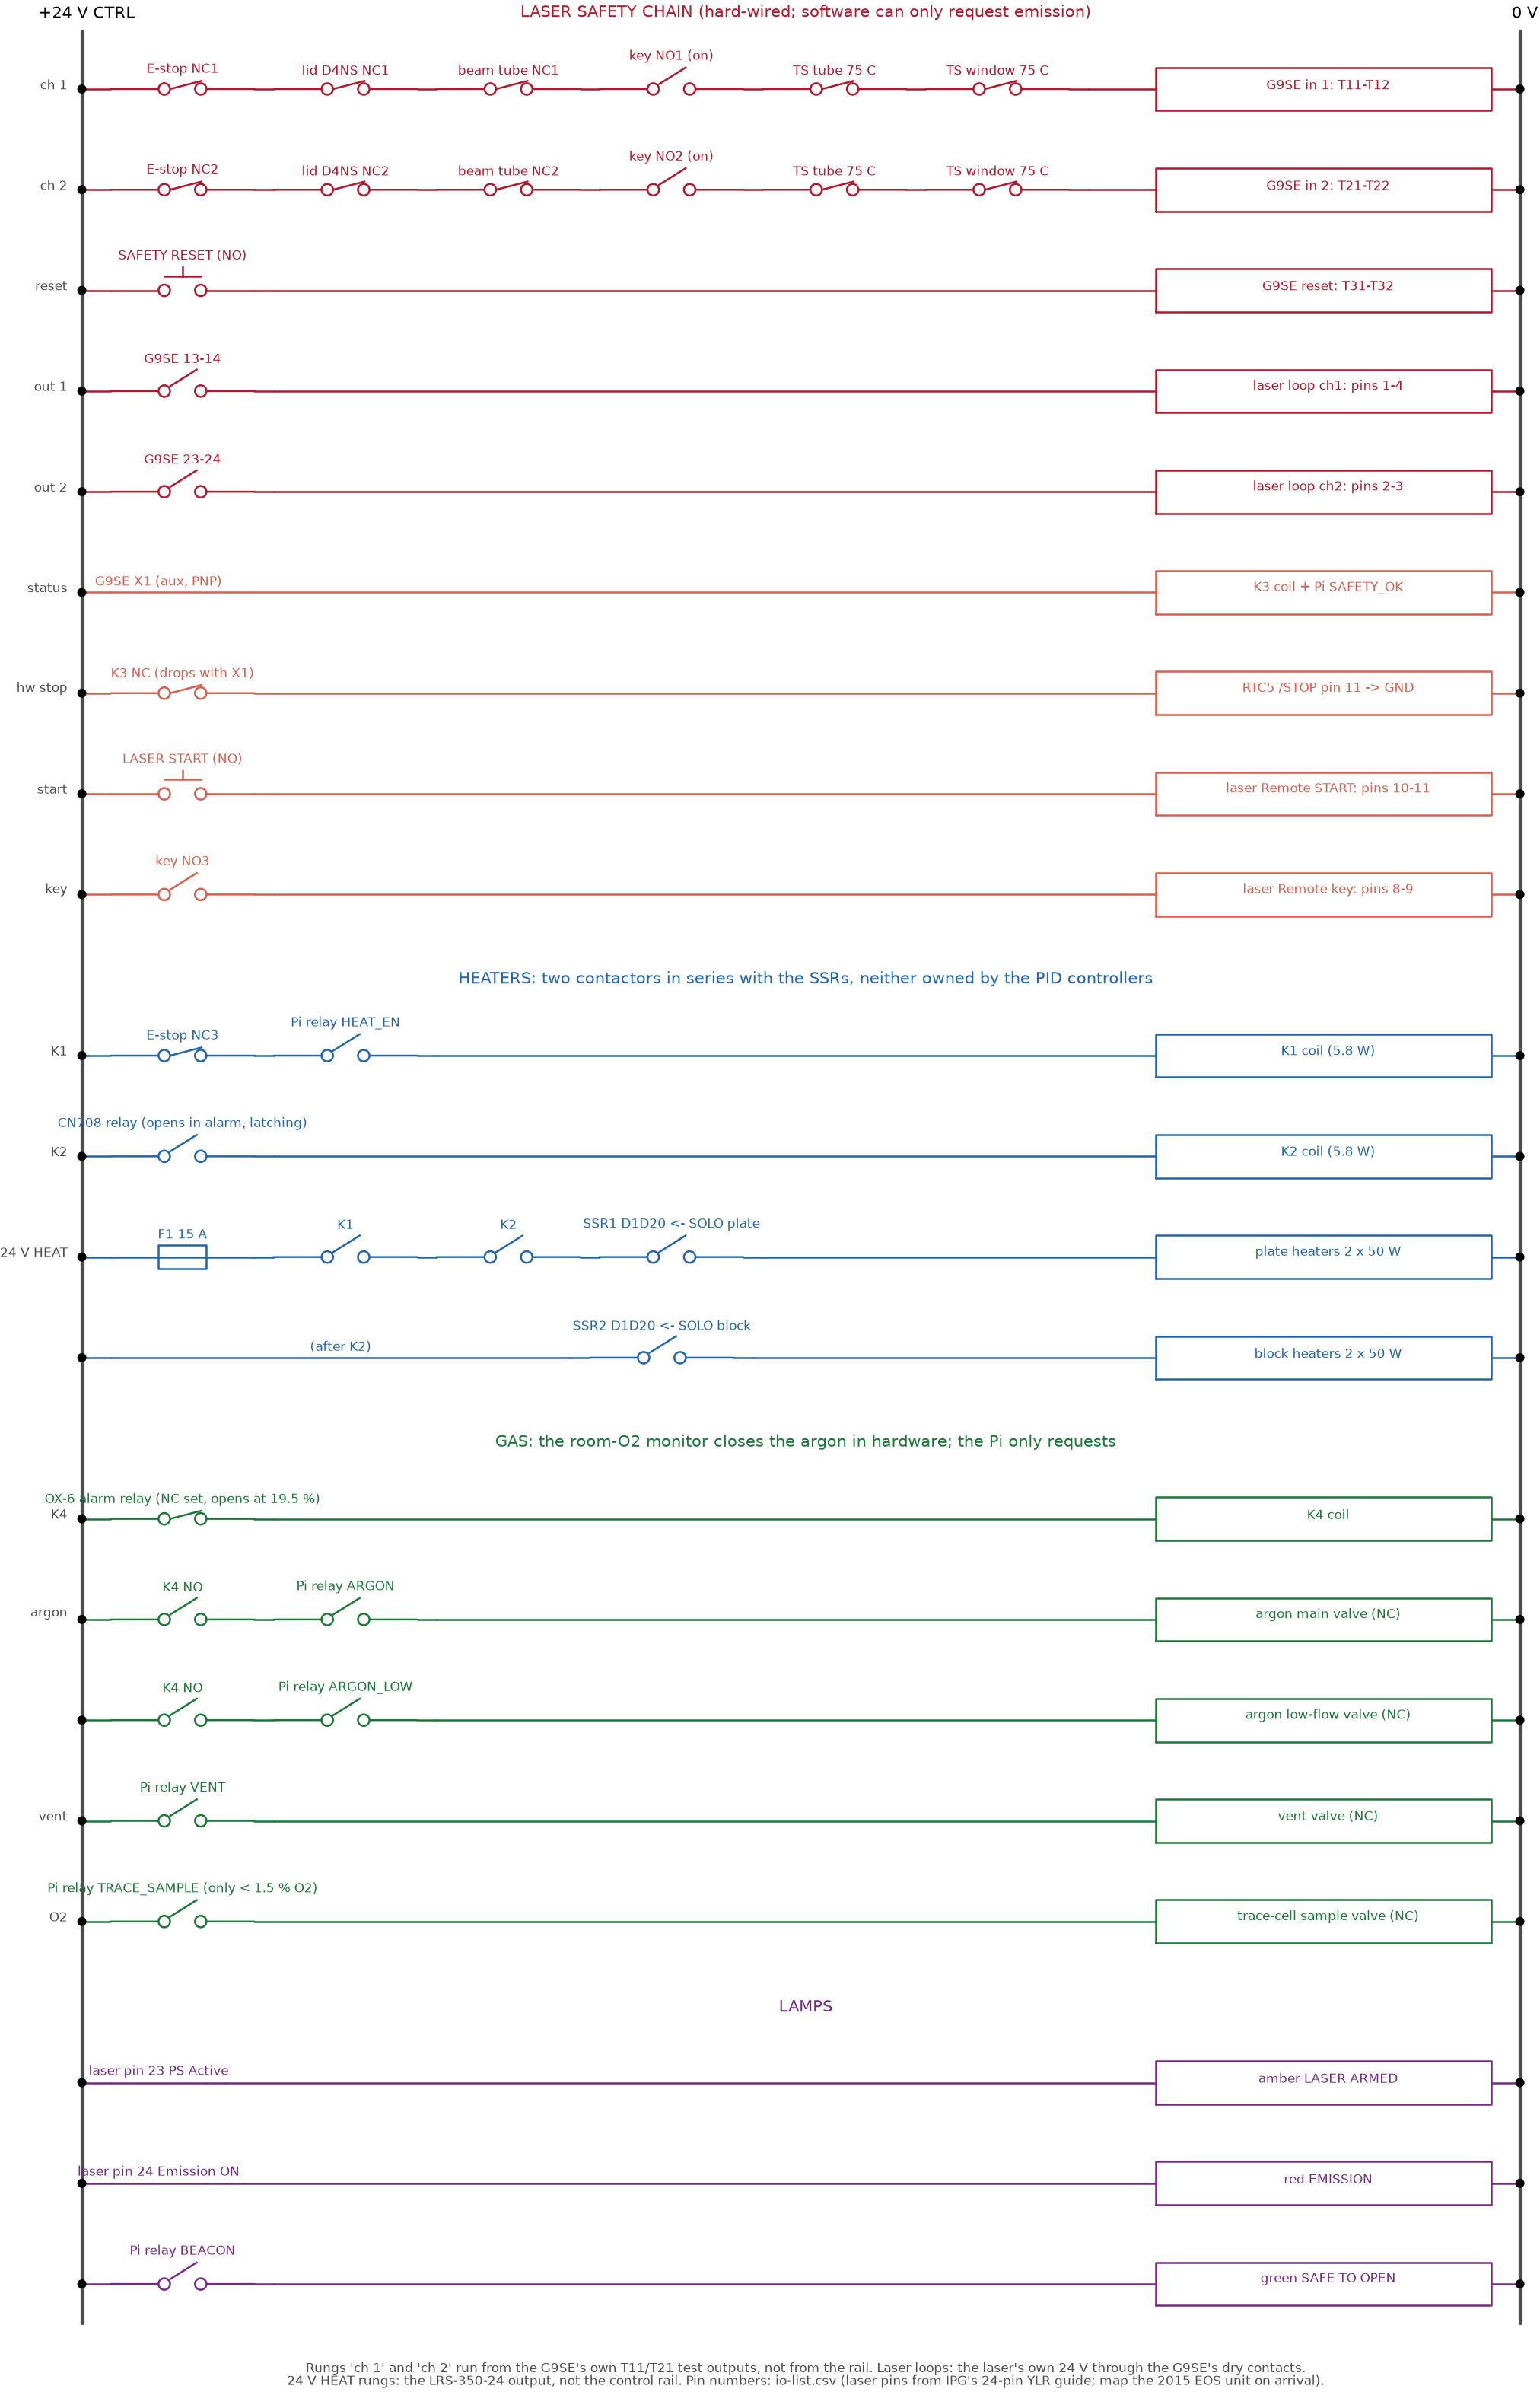 +24 V CTRL
LASER SAFETY CHAIN (hard-wired; software can only request emission)
0 V
ch 1
E-stop NC1
lid D4NS NC1
beam tube NC1
key NO1 (on)
TS tube 75 C
TS window 75 C
G9SE in 1: T11-T12
ch 2
E-stop NC2
lid D4NS NC2
beam tube NC2
key NO2 (on)
TS tube 75 C
TS window 75 C
G9SE in 2: T21-T22
reset
SAFETY RESET (NO)
G9SE reset: T31-T32
out 1
G9SE 13-14
laser loop ch1: pins 1-4
out 2
G9SE 23-24
laser loop ch2: pins 2-3
status
G9SE X1 (aux, PNP)
K3 coil + Pi SAFETY_OK
hw stop
K3 NC (drops with X1)
RTC5 /STOP pin 11 -> GND
start
LASER START (NO)
laser Remote START: pins 10-11
key
key NO3
laser Remote key: pins 8-9
HEATERS: two contactors in series with the SSRs, neither owned by the PID controllers
K1
E-stop NC3
Pi relay HEAT_EN
K1 coil (5.8 W)
K2
CN708 relay (opens in alarm, latching)
K2 coil (5.8 W)
24 V HEAT
F1 15 A
K1
K2
SSR1 D1D20 <- SOLO plate
plate heaters 2 x 50 W
(after K2)
SSR2 D1D20 <- SOLO block
block heaters 2 x 50 W
GAS: the room-O2 monitor closes the argon in hardware; the Pi only requests
K4
OX-6 alarm relay (NC set, opens at 19.5 %)
K4 coil
argon
K4 NO
Pi relay ARGON
argon main valve (NC)
K4 NO
Pi relay ARGON_LOW
argon low-flow valve (NC)
vent
Pi relay VENT
vent valve (NC)
O2
Pi relay TRACE_SAMPLE (only < 1.5 % O2)
trace-cell sample valve (NC)
LAMPS
laser pin 23 PS Active
amber LASER ARMED
laser pin 24 Emission ON
red EMISSION
Pi relay BEACON
green SAFE TO OPEN
Rungs 'ch 1' and 'ch 2' run from the G9SE's own T11/T21 test outputs, not from the rail. Laser loops: the laser's own 24 V through the G9SE's dry contacts.
24 V HEAT rungs: the LRS-350-24 output, not the control rail. Pin numbers: io-list.csv (laser pins from IPG's 24-pin YLR guide; map the 2015 EOS unit on arrival).